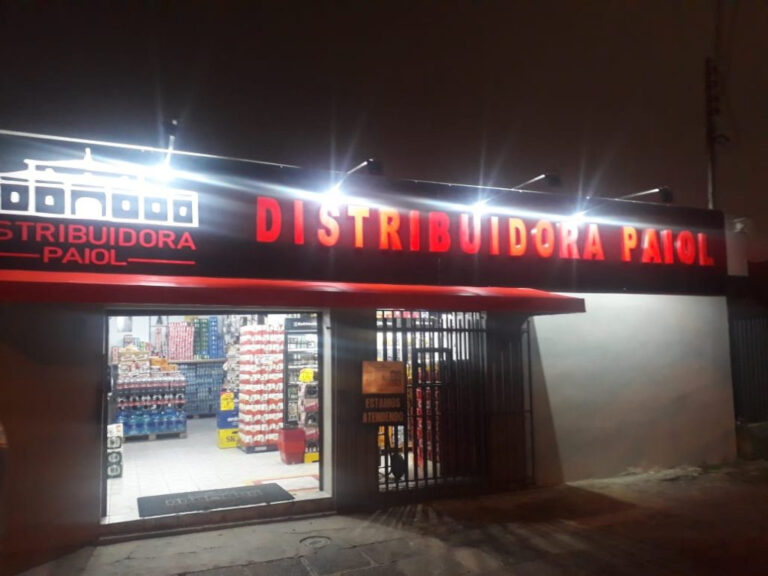 DISTRIBUIDORA PAIOL
STRIBUIDORA
PAIOL
ESTAMOS
ATENDENDO